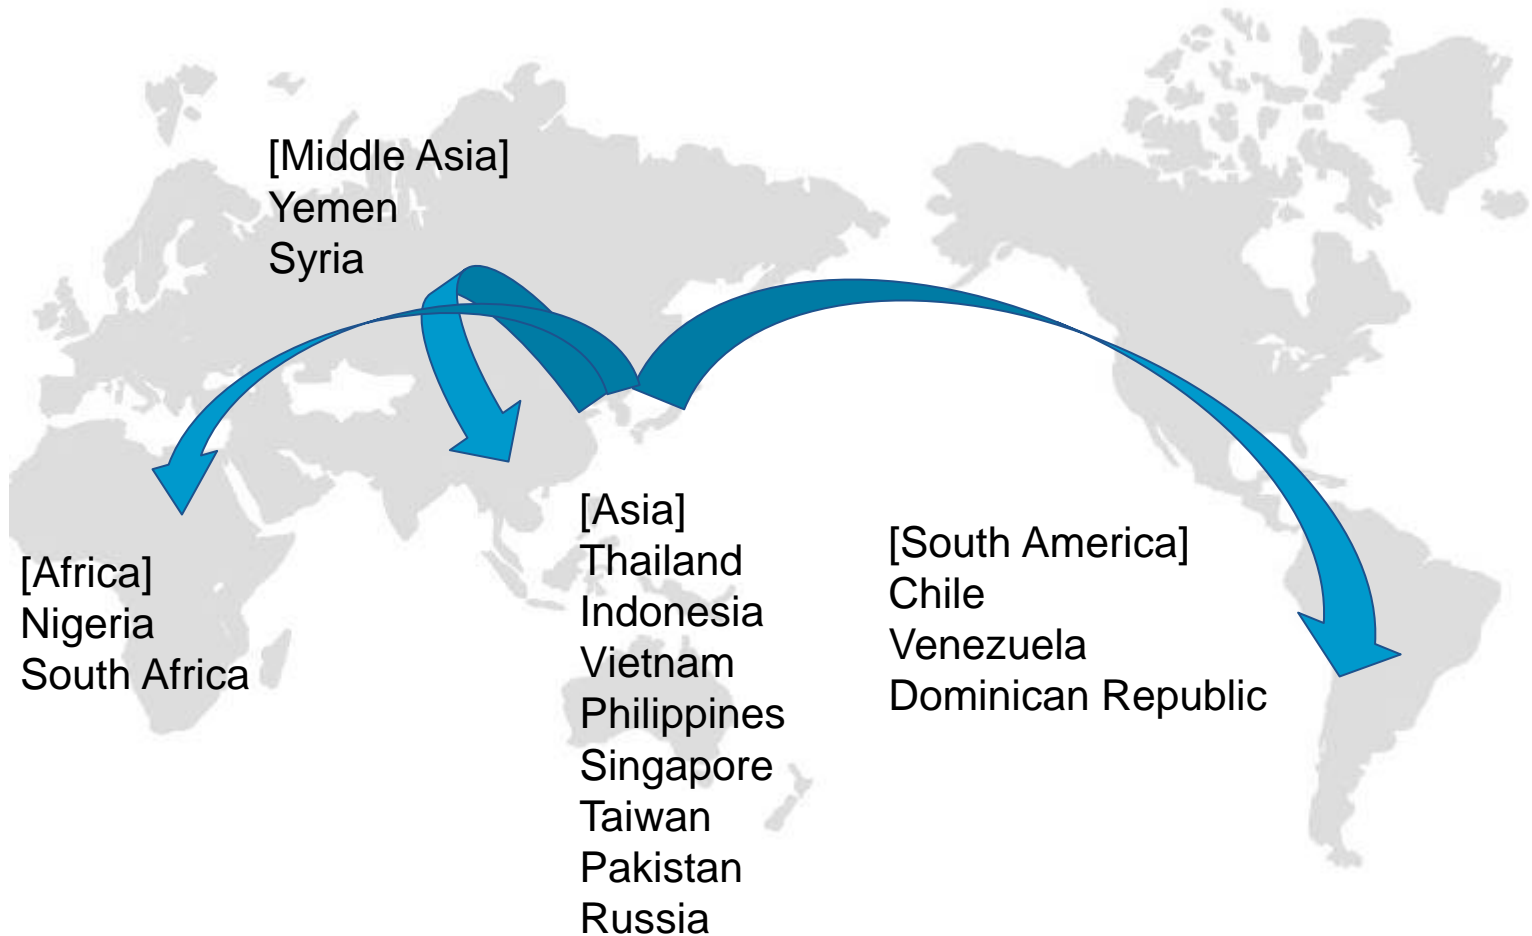 [Middle Asia]
Yemen
Syria
[Africa]
Nigeria
South Africa
[Asia]
Thailand
Indonesia
Vietnam
Philippines
Singapore
Taiwan
Pakistan
Russia
[South America]
Chile
Venezuela
Dominican Republic